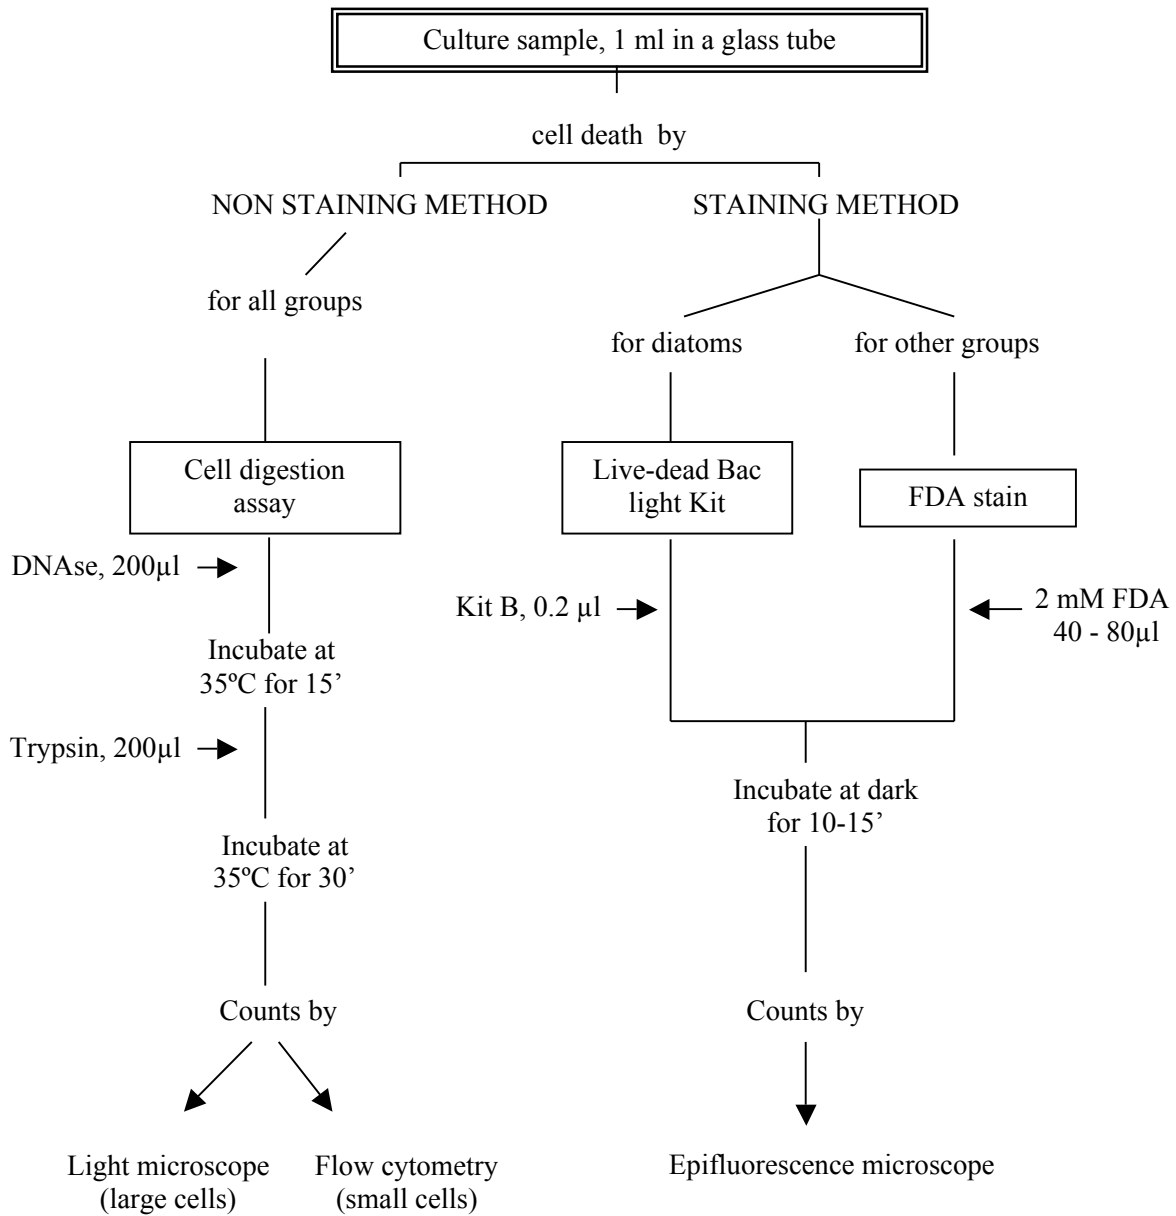 Culture sample, 1 ml in a glass tube
cell death  by
NON STAINING METHOD
STAINING METHOD
for all groups
for diatoms
for other groups
Cell digestion
assay
Live-dead Bac
light Kit
FDA stain
DNAse, 200µl
Kit B, 0.2 µl
2 mM FDA
40 - 80µl
Incubate at
35ºC for 15’
Trypsin, 200µl
Incubate at dark
for 10-15’
Incubate at
35ºC for 30’
Counts by
Counts by
Light microscope
(large cells)
Flow cytometry
(small cells)
Epifluorescence microscope